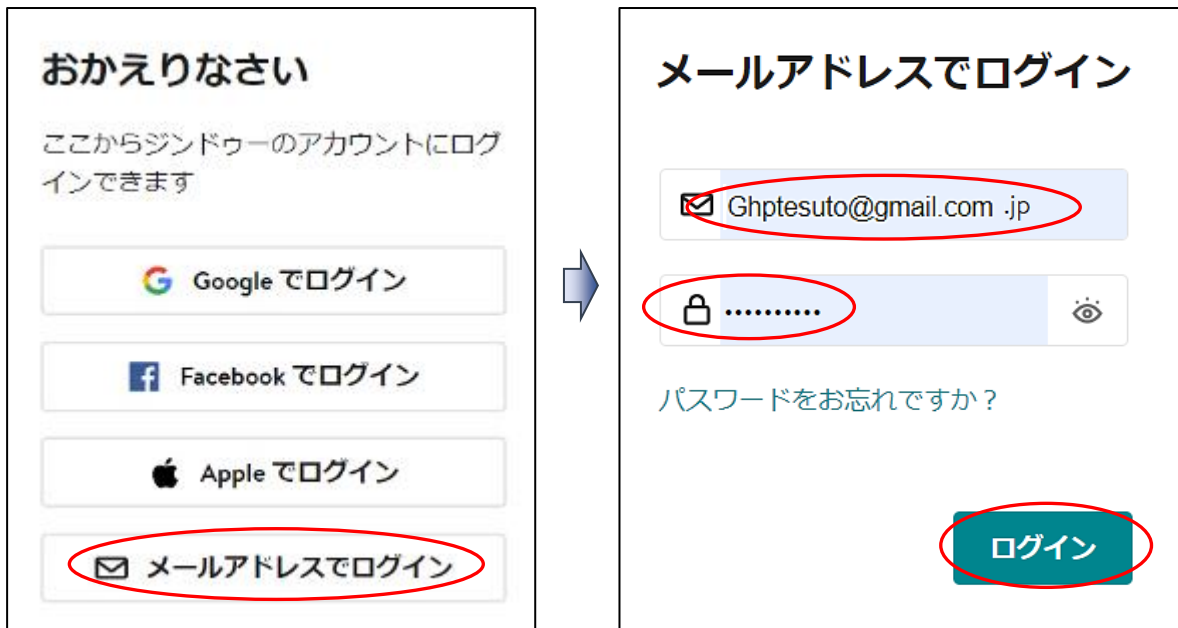 おかえりなさい
ここからジンドゥーのアカウントにログ
インできます
Google でログイン
Facebook でログイン
Apple でログイン
メールアドレスでログイン
メールアドレスでログイン
Ghptesuto@gmail.com .jp
••••••••••
パスワードをお忘れですか？
ログイン